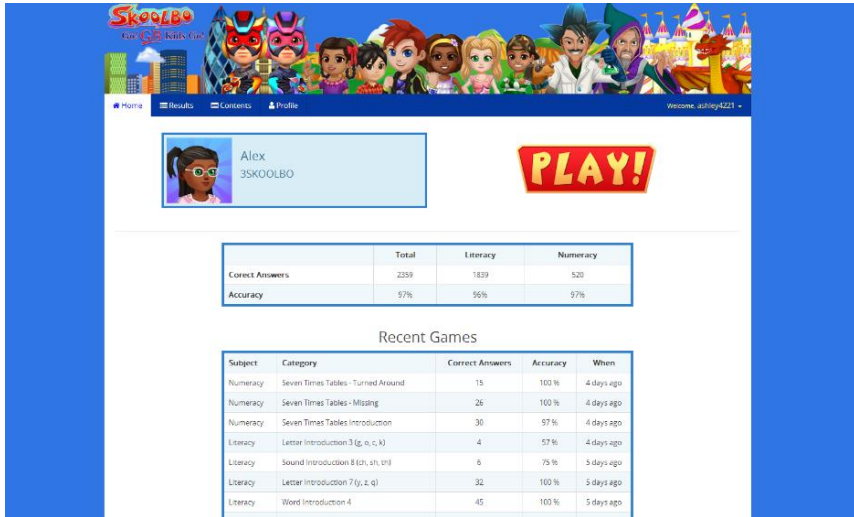 SKOOLBO
Go! GB Kids Go!
Home Results Contents Profile Welcome, ashley4221
Alex
3SKOOLBO
PLAY!
Total Literacy Numeracy
Corect Answers 2359 1839 520
Accuracy 97% 96% 97%
Recent Games
Subject Category Correct Answers Accuracy When
Numeracy Seven Times Tables - Turned Around 15 100 % 4 days ago
Numeracy Seven Times Tables - Missing 26 100 % 4 days ago
Numeracy Seven Times Tables Introduction 30 97 % 4 days ago
Literacy Letter Introduction 3 (g, o, c, k) 4 57 % 4 days ago
Literacy Sound Introduction 8 (ch, sh, th) 6 75 % 5 days ago
Literacy Letter Introduction 7 (y, z, q) 32 100 % 5 days ago
Literacy Word Introduction 4 45 100 % 5 days ago